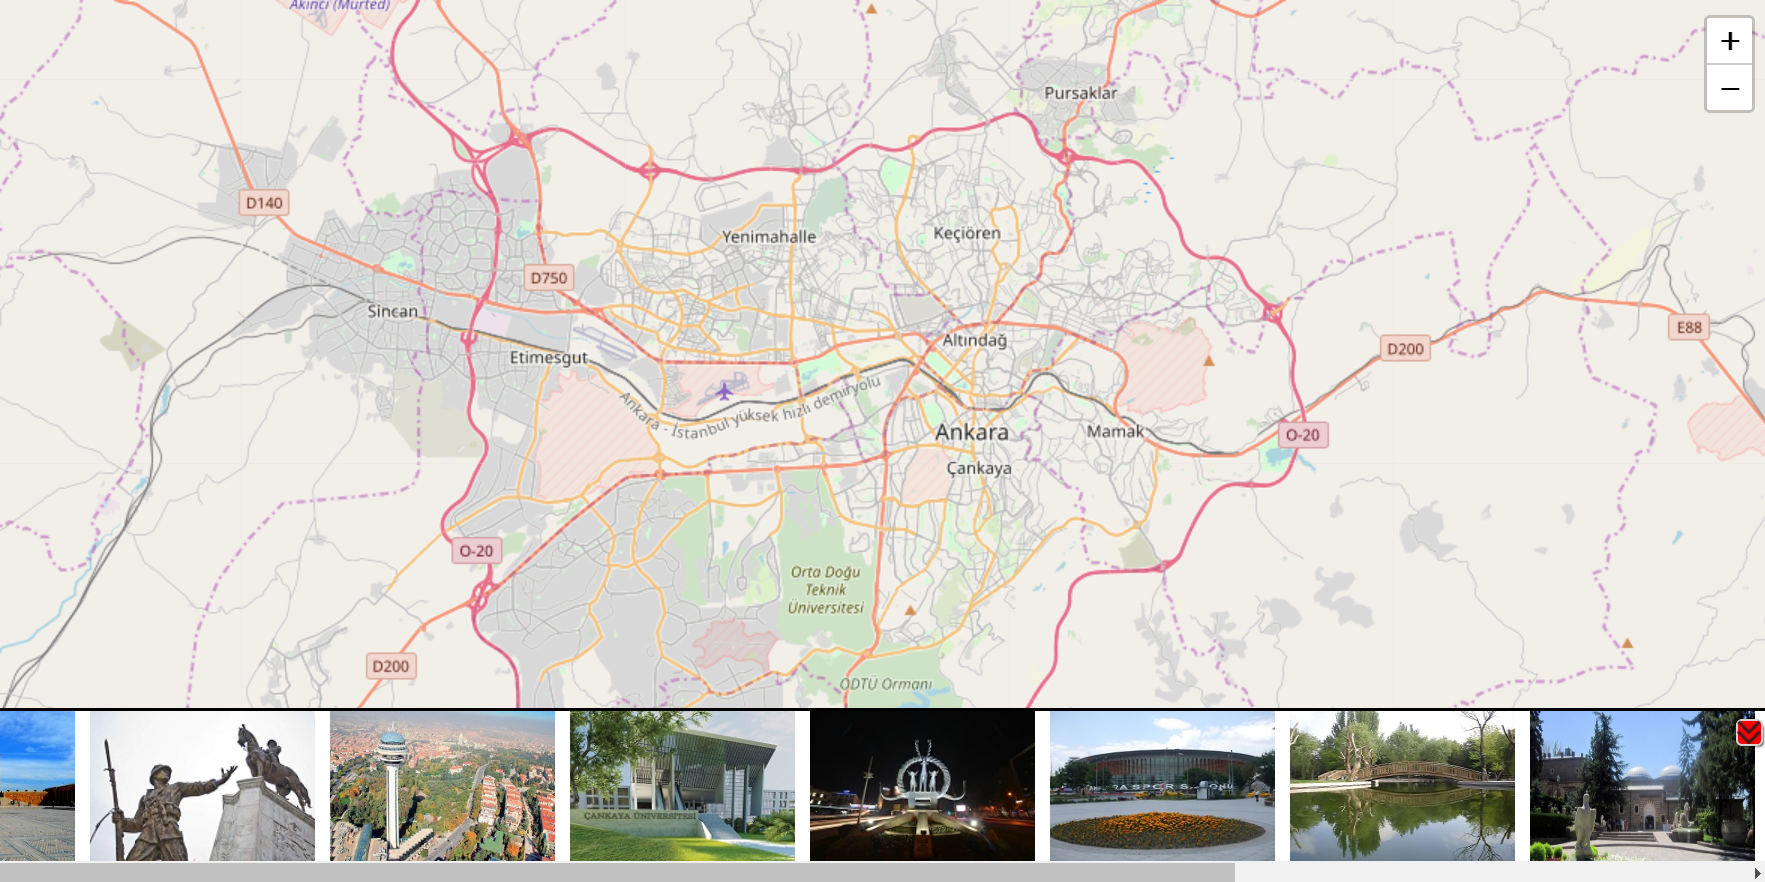 Akıncı (Mürted)
+
−
Pursaklar
D140
Yenimahalle
Keçiören
D750
Sincan
E88
Altındağ
D200
Etimesgut
Ankara - İstanbul yüksek hızlı demiryolu
Ankara
Mamak
O-20
Çankaya
O-20
Orta Doğu
Teknik
Üniversitesi
D200
ODTÜ Ormanı
ÇANKAYA ÜNİVERSİTESİ